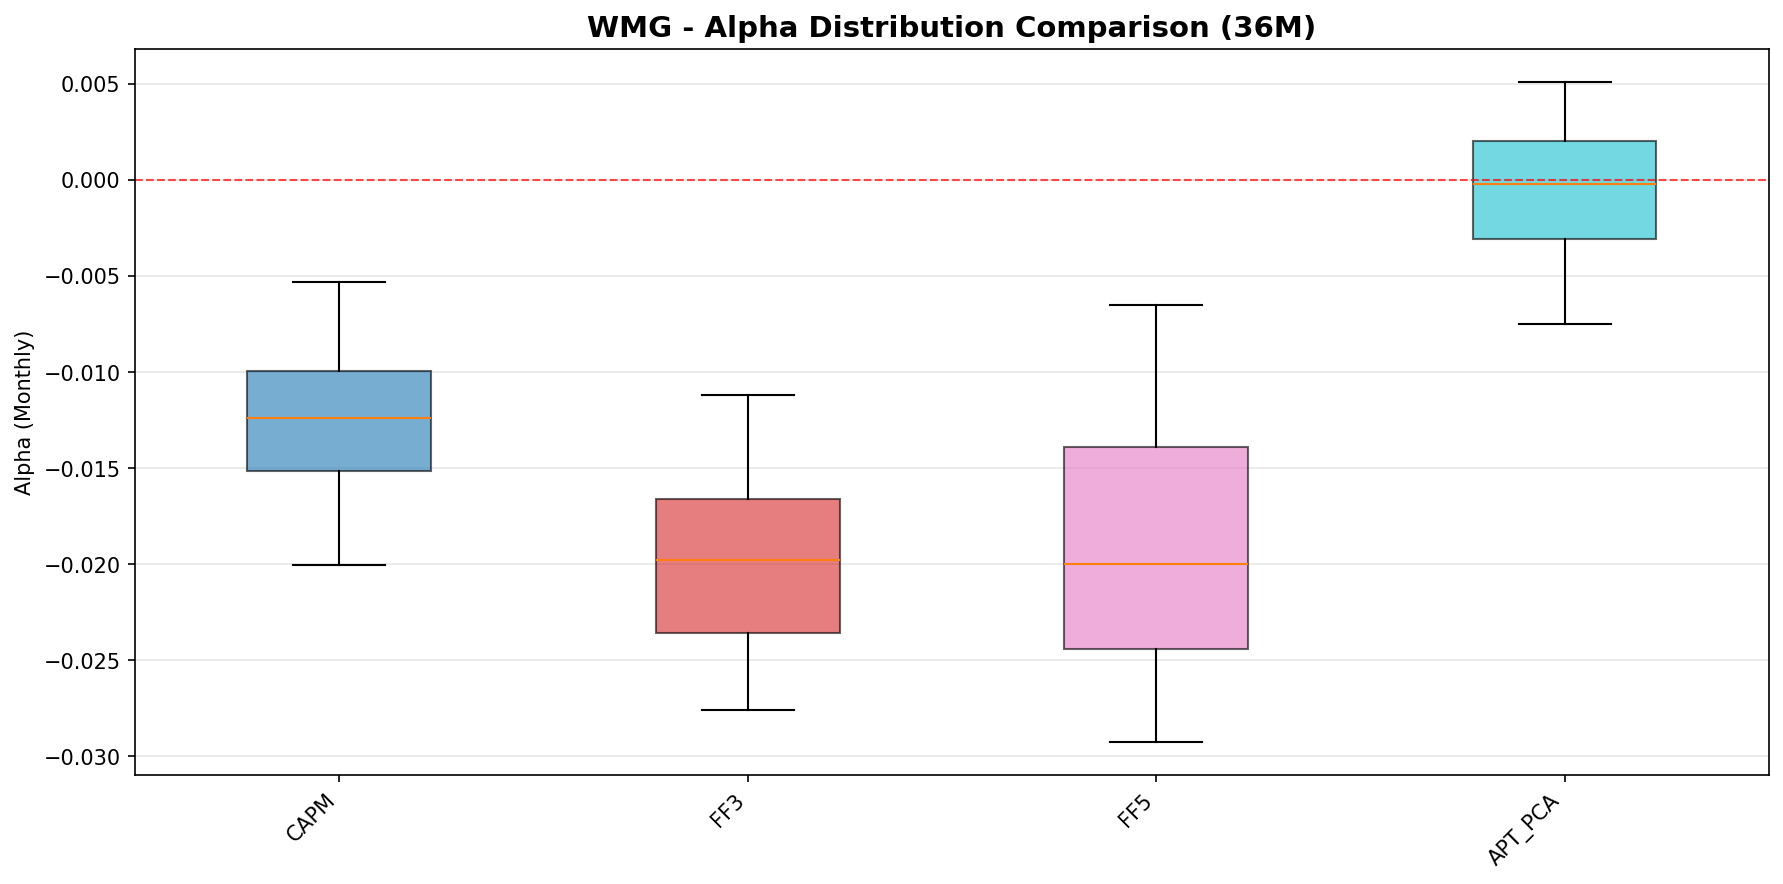 WMG - Alpha Distribution Comparison (36M)
Alpha (Monthly)
0.005
0.000
−0.005
−0.010
−0.015
−0.020
−0.025
−0.030
CAPM
FF3
FF5
APT_PCA